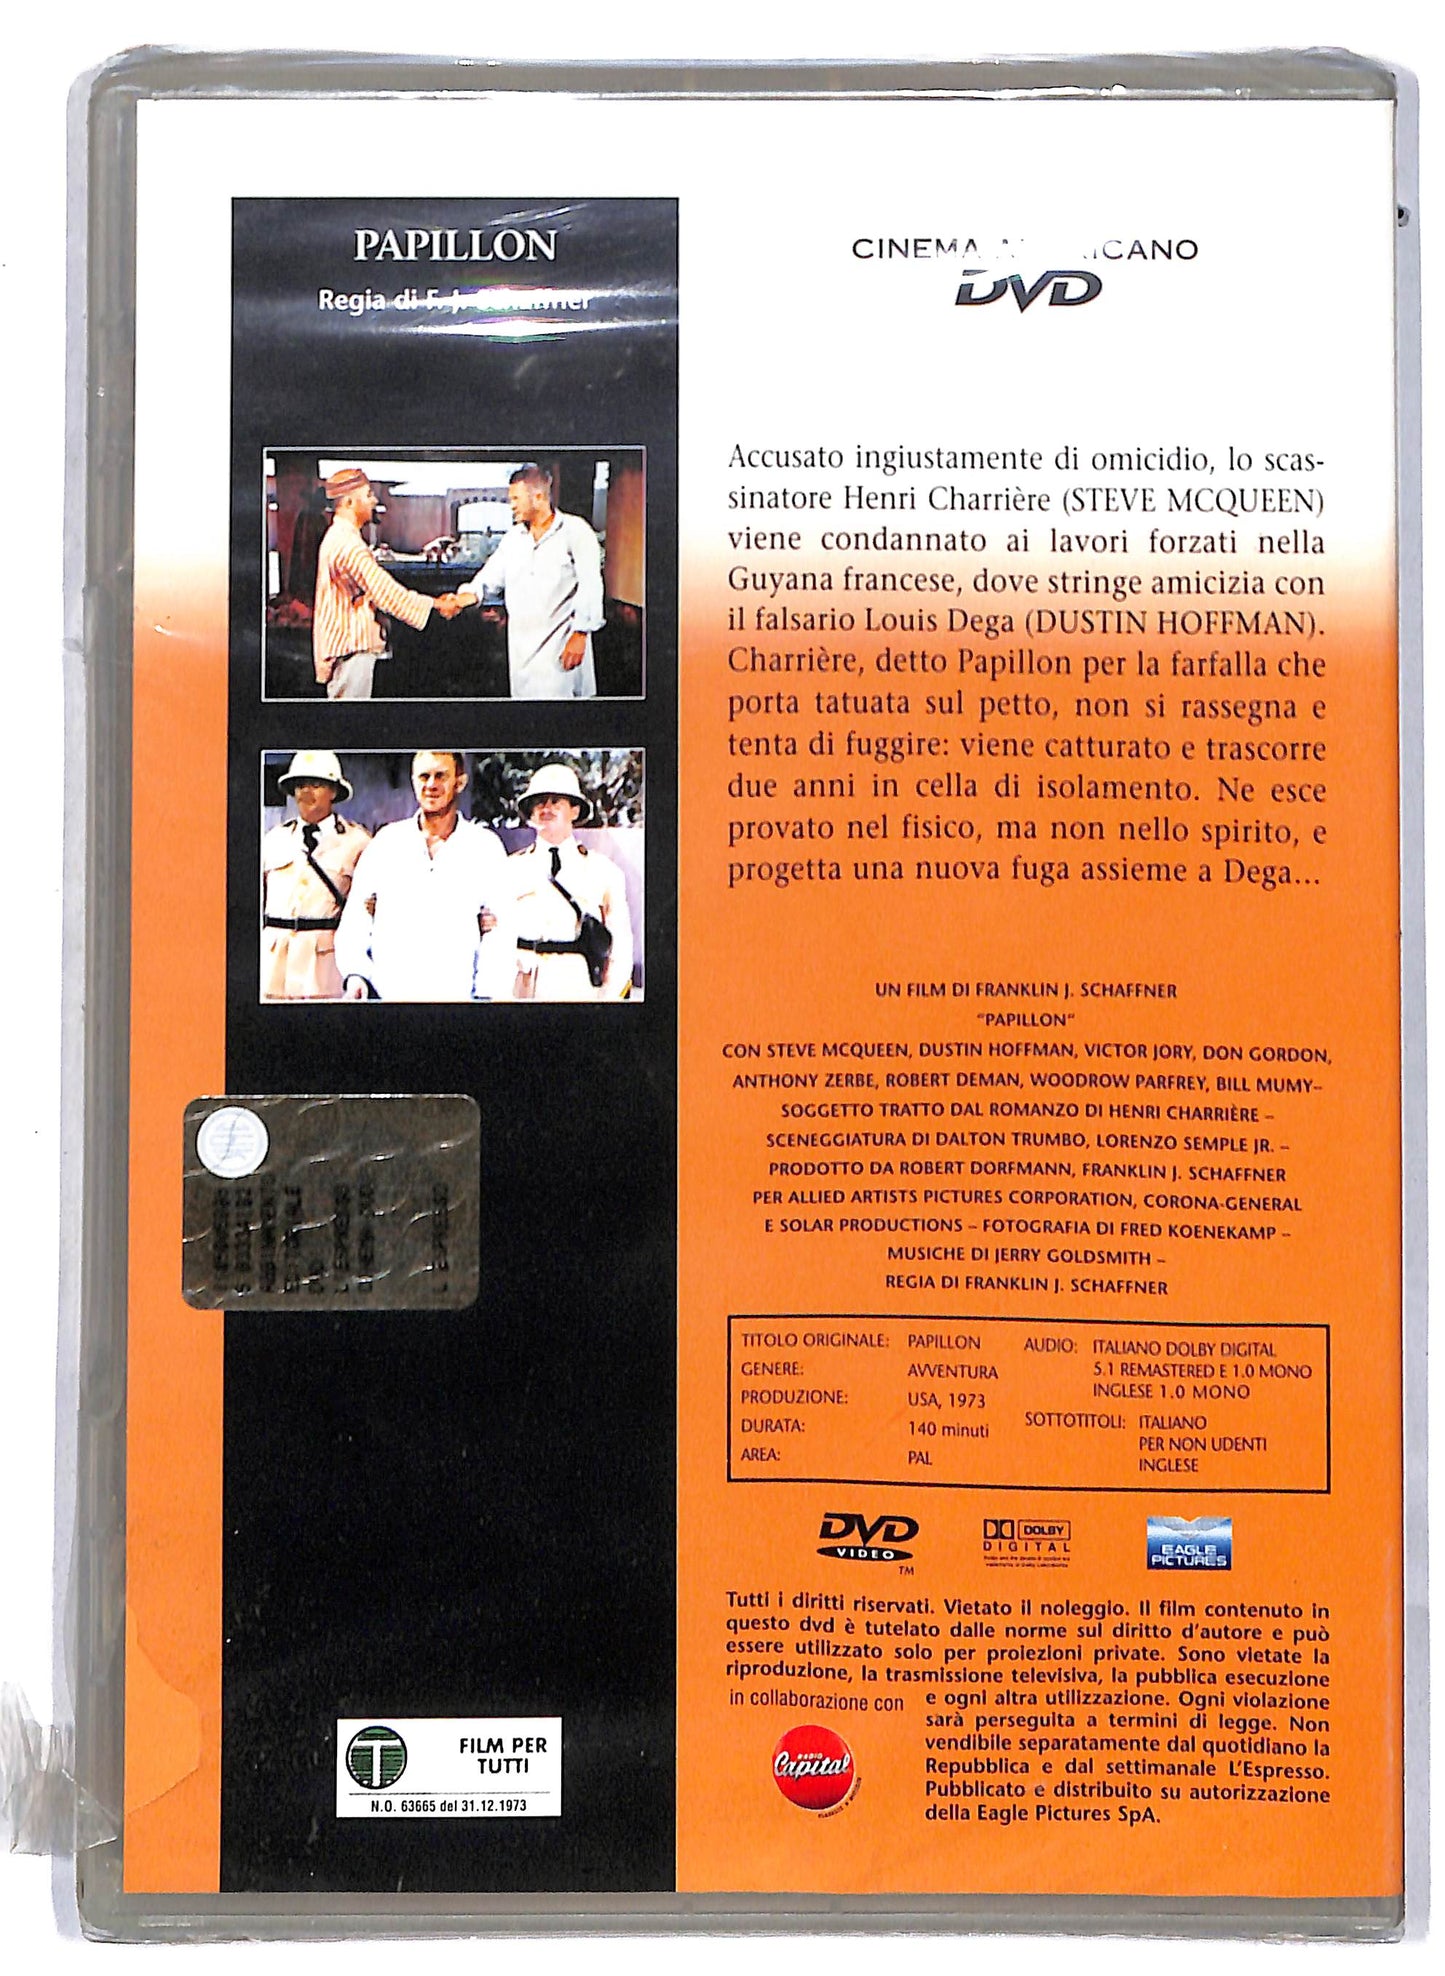 PAPILLON
Regia di F. J. Schaffner
CINEMA AMERICANO
DVD
Accusato ingiustamente di omicidio, lo scas-
sinatore Henri Charrière (STEVE MCQUEEN)
viene condannato ai lavori forzati nella
Guyana francese, dove stringe amicizia con
il falsario Louis Dega (DUSTIN HOFFMAN).
Charrière, detto Papillon per la farfalla che
porta tatuata sul petto, non si rassegna e
tenta di fuggire: viene catturato e trascorre
due anni in cella di isolamento. Ne esce
provato nel fisico, ma non nello spirito, e
progetta una nuova fuga assieme a Dega...
UN FILM DI FRANKLIN J. SCHAFFNER
"PAPILLON"
CON STEVE MCQUEEN, DUSTIN HOFFMAN, VICTOR JORY, DON GORDON,
ANTHONY ZERBE, ROBERT DEMAN, WOODROW PARFREY, BILL MUMY–
SOGGETTO TRATTO DAL ROMANZO DI HENRI CHARRIÈRE –
SCENEGGIATURA DI DALTON TRUMBO, LORENZO SEMPLE JR. –
PRODOTTO DA ROBERT DORFMANN, FRANKLIN J. SCHAFFNER
PER ALLIED ARTISTS PICTURES CORPORATION, CORONA-GENERAL
E SOLAR PRODUCTIONS – FOTOGRAFIA DI FRED KOENEKAMP –
MUSICHE DI JERRY GOLDSMITH –
REGIA DI FRANKLIN J. SCHAFFNER
TITOLO ORIGINALE: PAPILLON
GENERE: AVVENTURA
PRODUZIONE: USA, 1973
DURATA: 140 minuti
AREA: PAL
AUDIO: ITALIANO DOLBY DIGITAL
5.1 REMASTERED E 1.0 MONO
INGLESE 1.0 MONO
SOTTOTITOLI: ITALIANO
PER NON UDENTI
INGLESE
DVD
VIDEO
TM
DOLBY
DIGITAL
EAGLE
PICTURES
Tutti i diritti riservati. Vietato il noleggio. Il film contenuto in
questo dvd è tutelato dalle norme sul diritto d'autore e può
essere utilizzato solo per proiezioni private. Sono vietate la
riproduzione, la trasmissione televisiva, la pubblica esecuzione
e ogni altra utilizzazione. Ogni violazione
sarà perseguita a termini di legge. Non
vendibile separatamente dal quotidiano la
Repubblica e dal settimanale L'Espresso.
Pubblicato e distribuito su autorizzazione
della Eagle Pictures SpA.
in collaborazione con
RADIO
Capital
T
FILM PER
TUTTI
N.O. 63665 del 31.12.1973